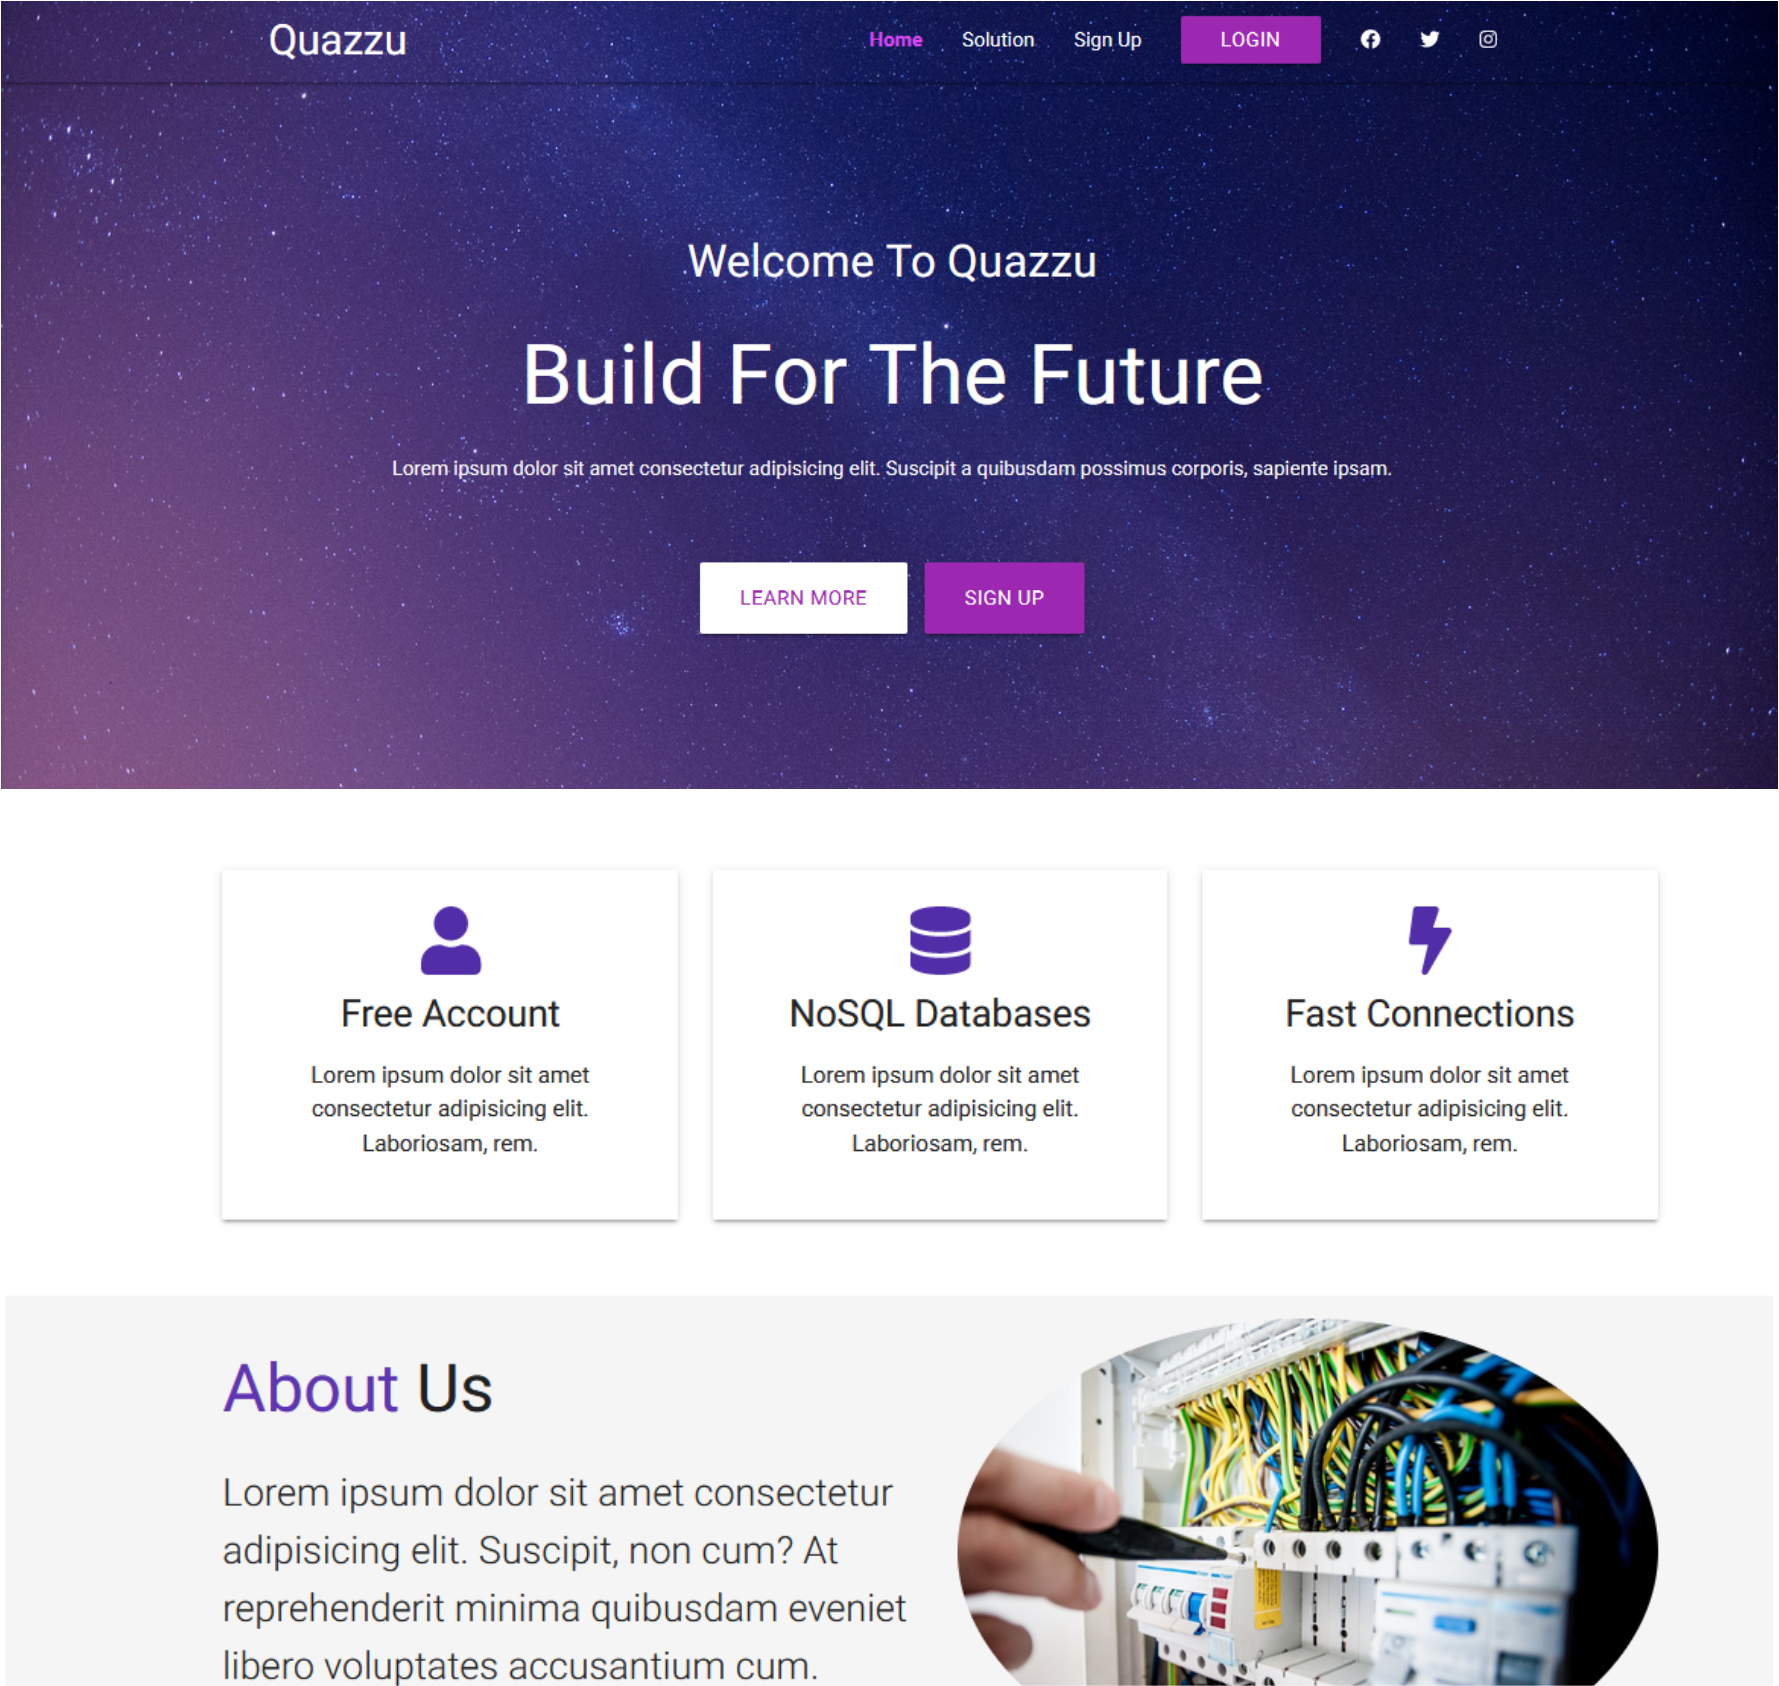 Quazzu
Home Solution Sign Up LOGIN
Welcome To Quazzu
Build For The Future
Lorem ipsum dolor sit amet consectetur adipisicing elit. Suscipit a quibusdam possimus corporis, sapiente ipsam.
LEARN MORE SIGN UP
Free Account
Lorem ipsum dolor sit amet
consectetur adipisicing elit.
Laboriosam, rem.
NoSQL Databases
Lorem ipsum dolor sit amet
consectetur adipisicing elit.
Laboriosam, rem.
Fast Connections
Lorem ipsum dolor sit amet
consectetur adipisicing elit.
Laboriosam, rem.
About Us
Lorem ipsum dolor sit amet consectetur
adipisicing elit. Suscipit, non cum? At
reprehenderit minima quibusdam eveniet
libero voluptates accusantium cum.